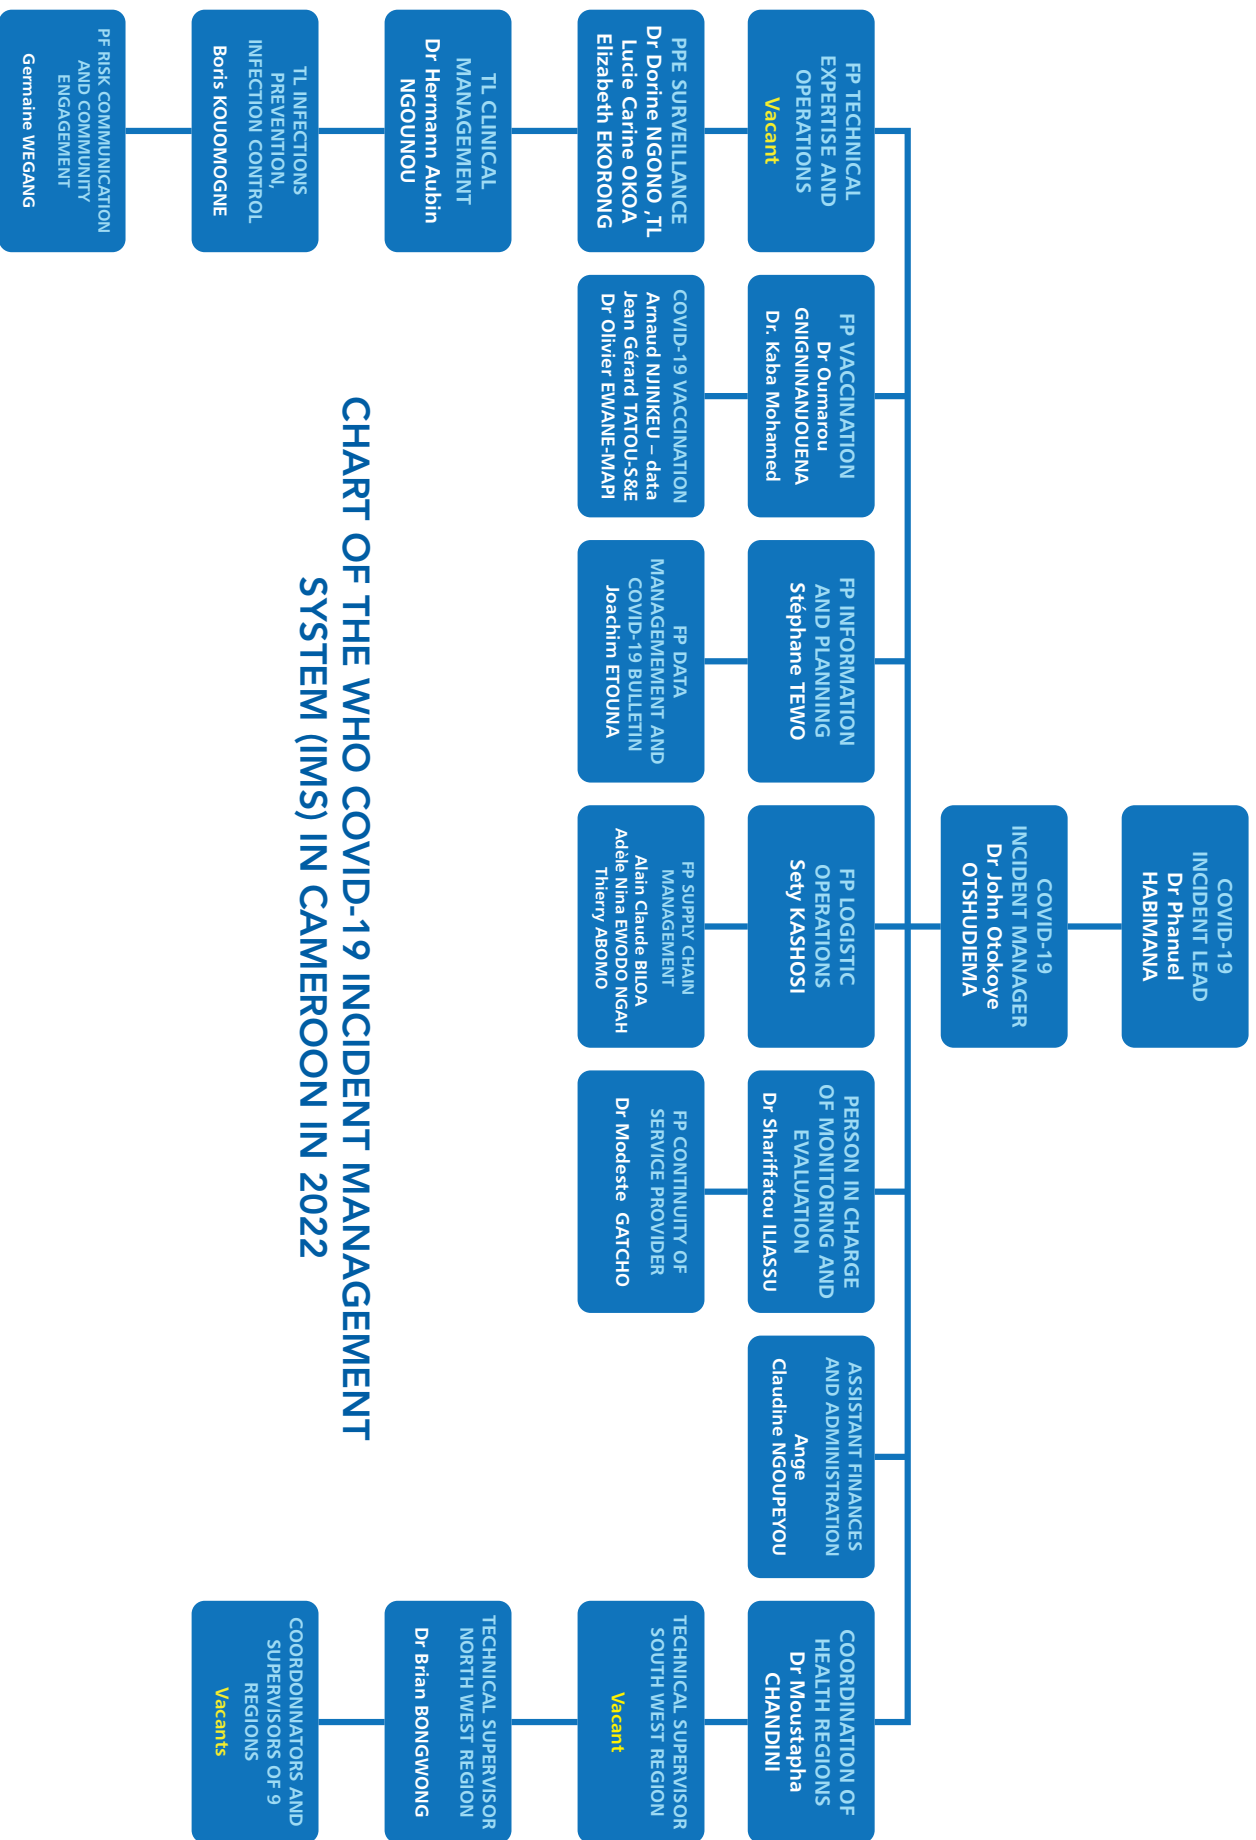 COVID-19
INCIDENT LEAD
Dr Phanuel
HABIMANA
COVID-19
INCIDENT MANAGER
Dr John Otokoye
OTSHUDIEMA
FP TECHNICAL
EXPERTISE AND
OPERATIONS
Vacant
FP VACCINATION
Dr Oumarou
GNIGNINANJOUENA
Dr. Kaba Mohamed
FP INFORMATION
AND PLANNING
Stéphane TEWO
FP LOGISTIC
OPERATIONS
Sety KASHOSI
PERSON IN CHARGE
OF MONITORING AND
EVALUATION
Dr Shariffatou ILIASSU
ASSISTANT FINANCES
AND ADMINISTRATION
Ange
Claudine NGOUPEYOU
COORDINATION OF
HEALTH REGIONS
Dr Moustapha
CHANDINI
PPE SURVEILLANCE
Dr Dorine NGONO ,TL
Lucie Carine OKOA
Elizabeth EKORONG
COVID-19 VACCINATION
Arnaud NJINKEU – data
Jean Gérard TATOU-S&E
Dr Olivier EWANE-MAPI
FP DATA
MANAGEMEMENT AND
COVID-19 BULLETIN
Joachim ETOUNA
FP SUPPLY CHAIN
MANAGEMENT
Alain Claude BILOA
Adèle Nina EWODO NGAH
Thierry ABOMO
FP CONTINUITY OF
SERVICE PROVIDER
Dr Modeste GATCHO
TECHNICAL SUPERVISOR
SOUTH WEST REGION
Vacant
TL CLINICAL
MANAGEMENT
Dr Hermann Aubin
NGOUNOU
TECHNICAL SUPERVISOR
NORTH WEST REGION
Dr Brian BONGWONG
TL INFECTIONS
PREVENTION,
INFECTION CONTROL
Boris KOUOMOGNE
COORDONNATORS AND
SUPERVISORS OF 9
REGIONS
Vacants
PF RISK COMMUNICATION
AND COMMUNITY
ENGAGEMENT
Germaine WEGANG
CHART OF THE WHO COVID-19 INCIDENT MANAGEMENT
SYSTEM (IMS) IN CAMEROON IN 2022